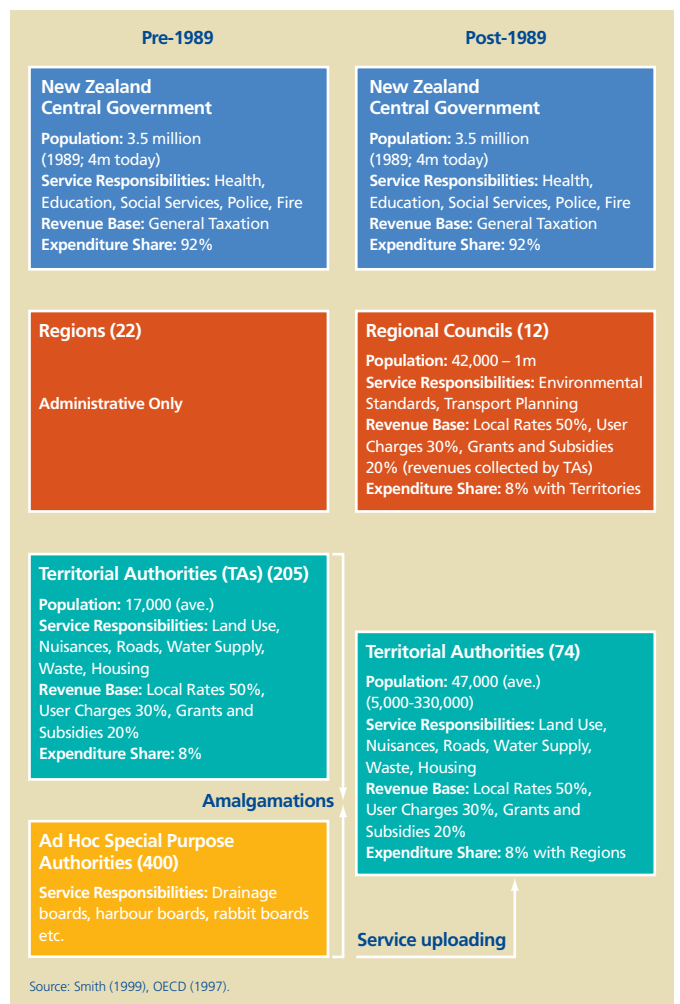 Pre-1989
New Zealand
Central Government
Population: 3.5 million
(1989; 4m today)
Service Responsibilities: Health,
Education, Social Services, Police, Fire
Revenue Base: General Taxation
Expenditure Share: 92%
Regions (22)
Administrative Only
Territorial Authorities (TAs) (205)
Population: 17,000 (ave.)
Service Responsibilities: Land Use,
Nuisances, Roads, Water Supply,
Waste, Housing
Revenue Base: Local Rates 50%,
User Charges 30%, Grants and
Subsidies 20%
Expenditure Share: 8%
Amalgamations
Ad Hoc Special Purpose
Authorities (400)
Service Responsibilities: Drainage
boards, harbour boards, rabbit boards
etc.
Post-1989
New Zealand
Central Government
Population: 3.5 million
(1989; 4m today)
Service Responsibilities: Health,
Education, Social Services, Police, Fire
Revenue Base: General Taxation
Expenditure Share: 92%
Regional Councils (12)
Population: 42,000 – 1m
Service Responsibilities: Environmental
Standards, Transport Planning
Revenue Base: Local Rates 50%, User
Charges 30%, Grants and Subsidies
20% (revenues collected by TAs)
Expenditure Share: 8% with Territories
Territorial Authorities (74)
Population: 47,000 (ave.)
(5,000-330,000)
Service Responsibilities: Land Use,
Nuisances, Roads, Water Supply,
Waste, Housing
Revenue Base: Local Rates 50%,
User Charges 30%, Grants and
Subsidies 20%
Expenditure Share: 8% with Regions
Service uploading
Source: Smith (1999), OECD (1997).